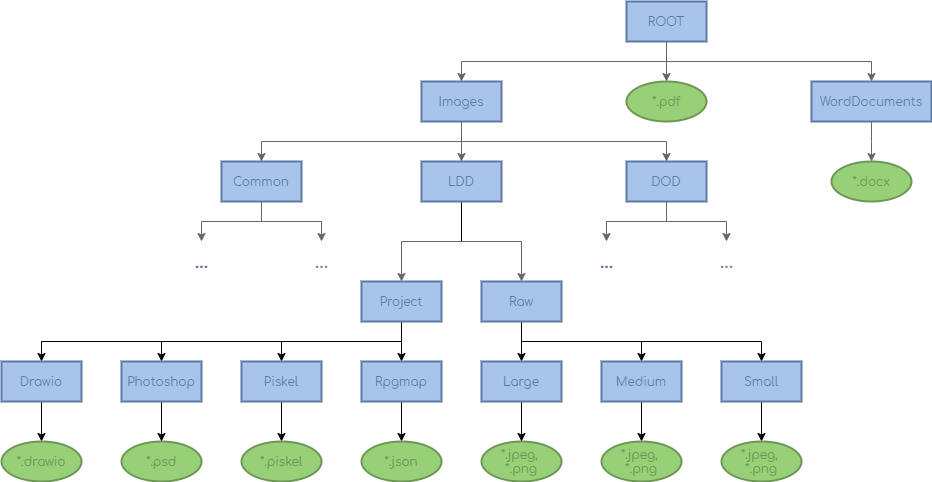 ROOT
Images
*.pdf
WordDocuments
Common
LDD
DOD
*.docx
...
...
...
...
Project
Raw
Drawio
Photoshop
Piskel
Rpgmap
Large
Medium
Small
*.drawio
*.psd
*.piskel
*.json
*.jpeg,
*.png
*.jpeg,
*.png
*.jpeg,
*.png